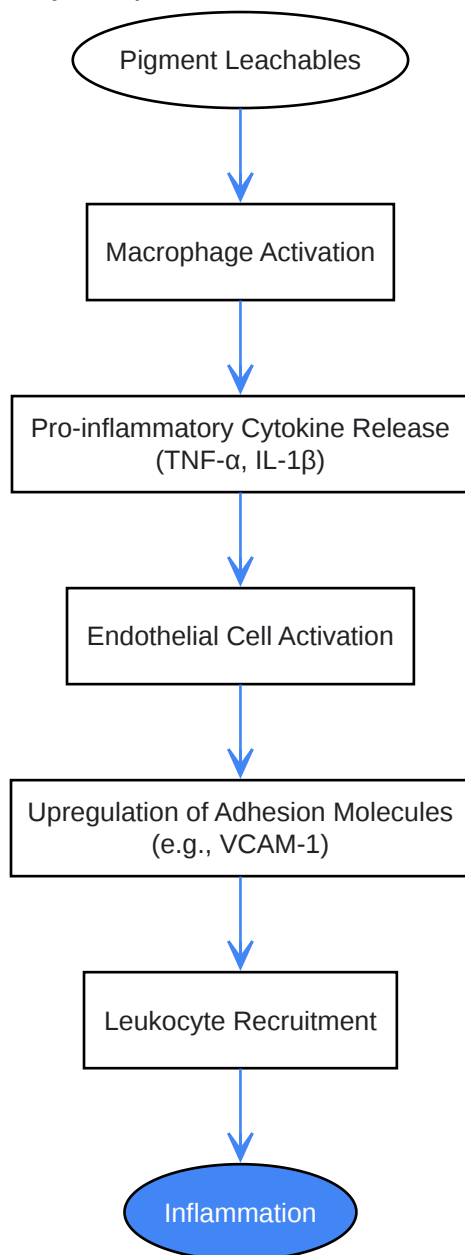 Pigment Leachables
Macrophage Activation
Pro-inflammatory Cytokine Release
(TNF-α, IL-1β)
Endothelial Cell Activation
Upregulation of Adhesion Molecules
(e.g., VCAM-1)
Leukocyte Recruitment
Inflammation